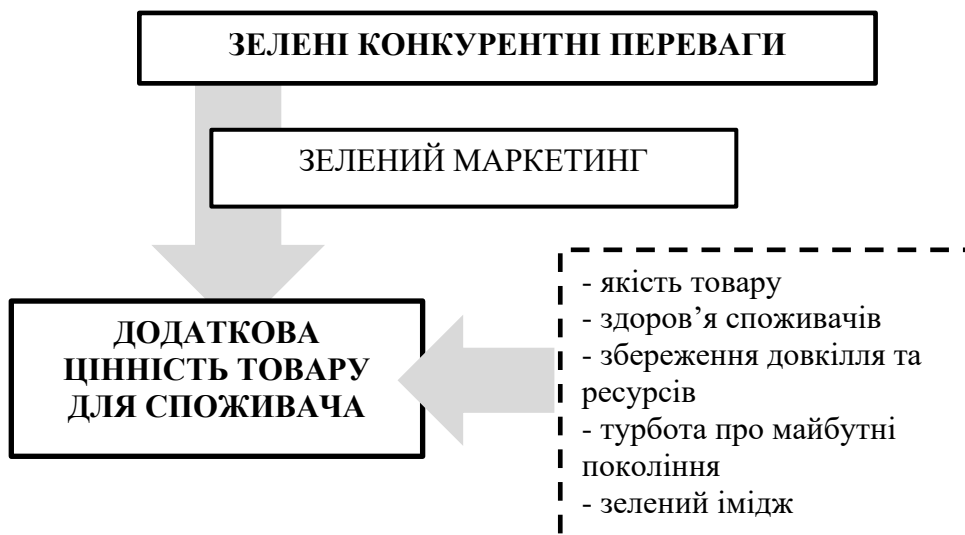 ЗЕЛЕНІ КОНКУРЕНТНІ ПЕРЕВАГИ
ЗЕЛЕНИЙ МАРКЕТИНГ
ДОДАТКОВА
ЦІННІСТЬ ТОВАРУ
ДЛЯ СПОЖИВАЧА
- якість товару
- здоров’я споживачів
- збереження довкілля та
ресурсів
- турбота про майбутні
покоління
- зелений імідж